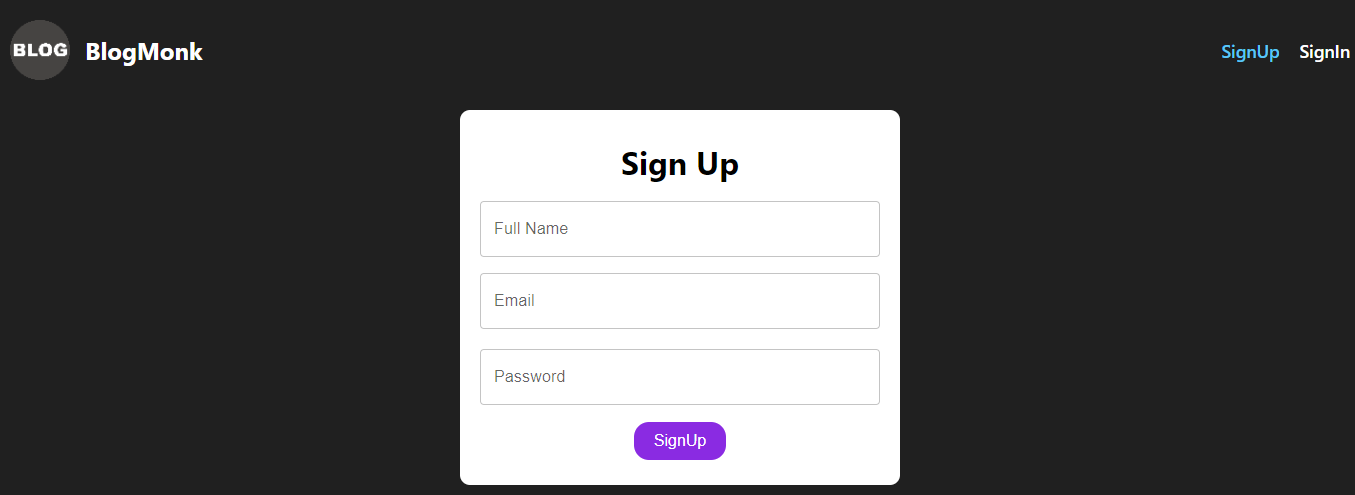 BLOG BlogMonk SignUp SignIn
Sign Up
Full Name
Email
Password
SignUp